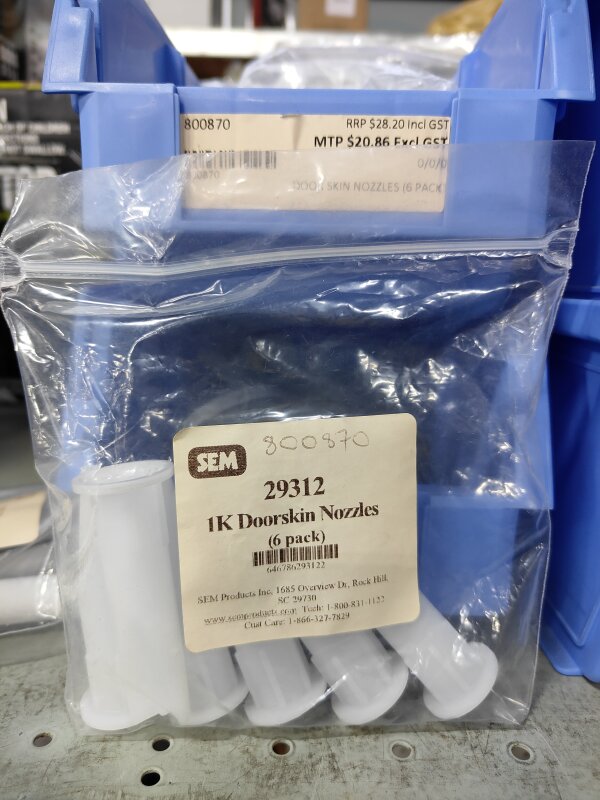 800870
RRP $28.20 Incl GST
MTP $20.86 Excl GST
0/0/0
DOOR SKIN NOZZLES (6 PACK
SEM
800870
29312
1K Doorskin Nozzles
(6 pack)
646786293122
SEM Products Inc. 1685 Overview Dr., Rock Hill,
SC 29730
www.semproducts.com Tech: 1-800-831-1122
Cust Care: 1-866-327-7829